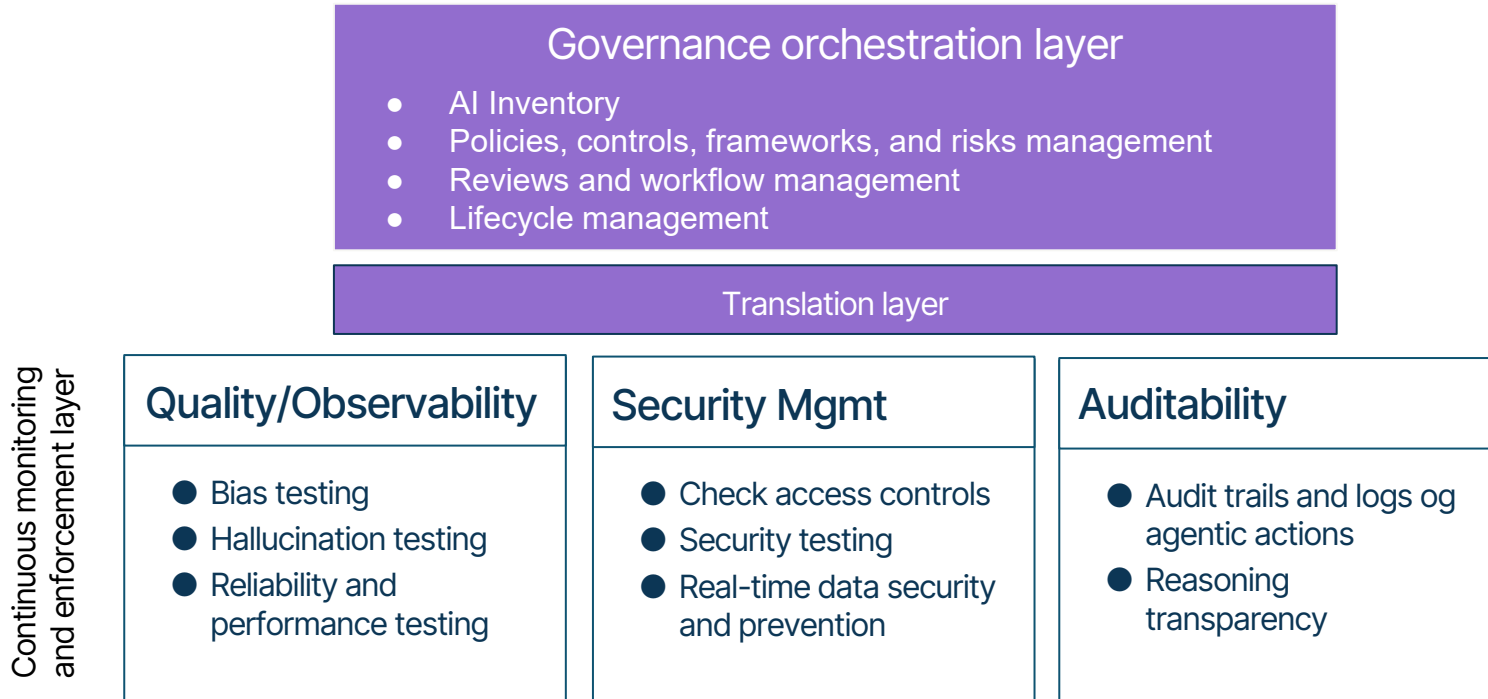 Governance orchestration layer
● AI Inventory
● Policies, controls, frameworks, and risks management
● Reviews and workflow management
● Lifecycle management
Translation layer
Continuous monitoring
and enforcement layer
Quality/Observability
● Bias testing
● Hallucination testing
● Reliability and
performance testing
Security Mgmt
● Check access controls
● Security testing
● Real-time data security
and prevention
Auditability
● Audit trails and logs og
agentic actions
● Reasoning
transparency